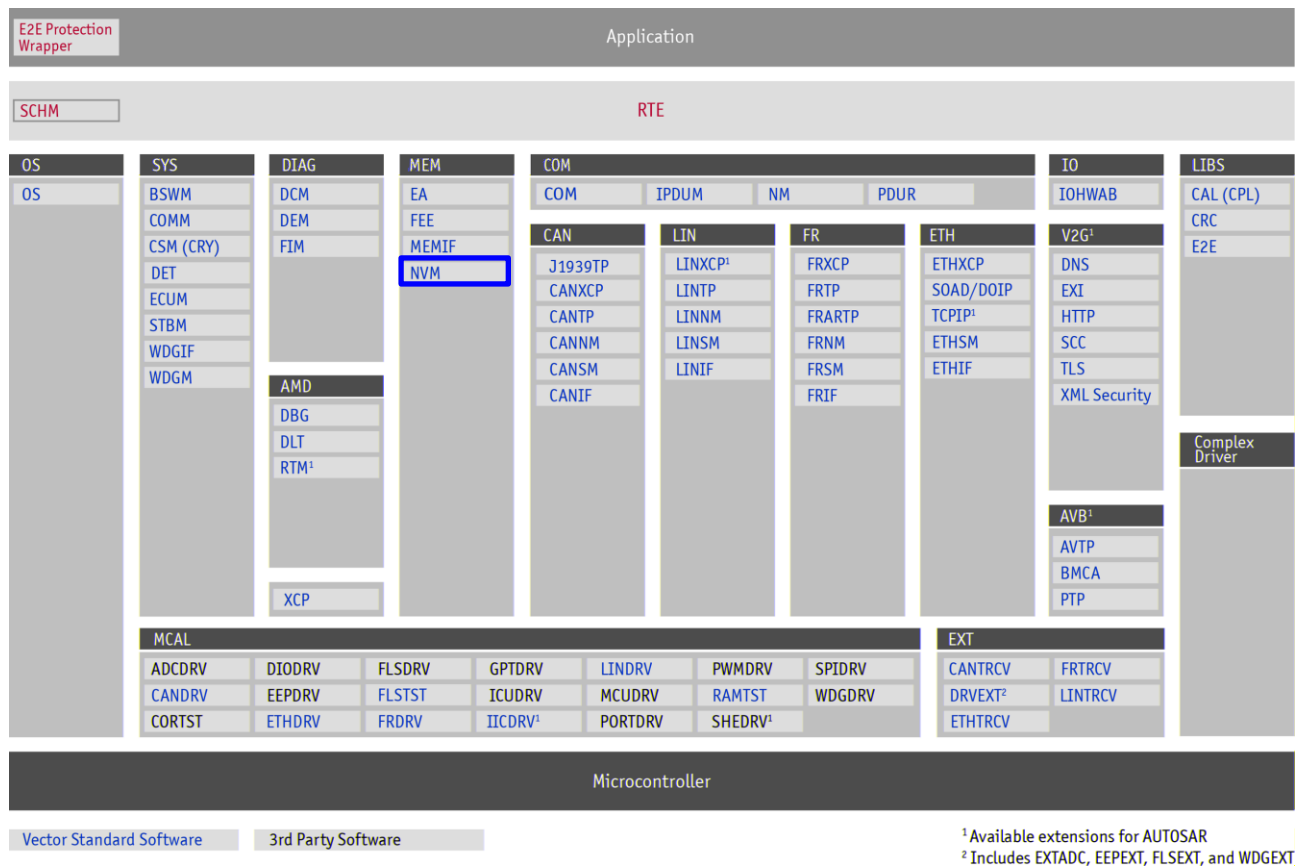 E2E Protection
Wrapper
Application
SCHM
RTE
OS
OS
SYS
BSWM
COMM
CSM (CRY)
DET
ECUM
STBM
WDGIF
WDGM
DIAG
DCM
DEM
FIM
AMD
DBG
DLT
RTM¹
XCP
MEM
EA
FEE
MEMIF
NVM
COM
COM IPDUM NM PDUR
CAN
J1939TP
CANXCP
CANTP
CANNM
CANSM
CANIF
LIN
LINXCP¹
LINTP
LINNM
LINSM
LINIF
FR
FRXCP
FRTP
FRARTP
FRNM
FRSM
FRIF
ETH
ETHXCP
SOAD/DOIP
TCPIP¹
ETHSM
ETHIF
IO
IOHWAB
V2G¹
DNS
EXI
HTTP
SCC
TLS
XML Security
AVB¹
AVTP
BMCA
PTP
LIBS
CAL (CPL)
CRC
E2E
Complex
Driver
MCAL
ADCDRV DIODRV FLSDRV GPTDRV LINDRV PWMDRV SPIDRV
CANDRV EEPDRV FLSTST ICUDRV MCUDRV RAMTST WDGDRV
CORTST ETHDRV FRDRV IICDRV¹ PORTDRV SHEDRV¹
EXT
CANTRCV FRTRCV
DRVEXT² LINTRCV
ETHTRCV
Microcontroller
Vector Standard Software
3rd Party Software
¹ Available extensions for AUTOSAR
² Includes EXTADC, EEPEXT, FLSEXT, and WDGEXT